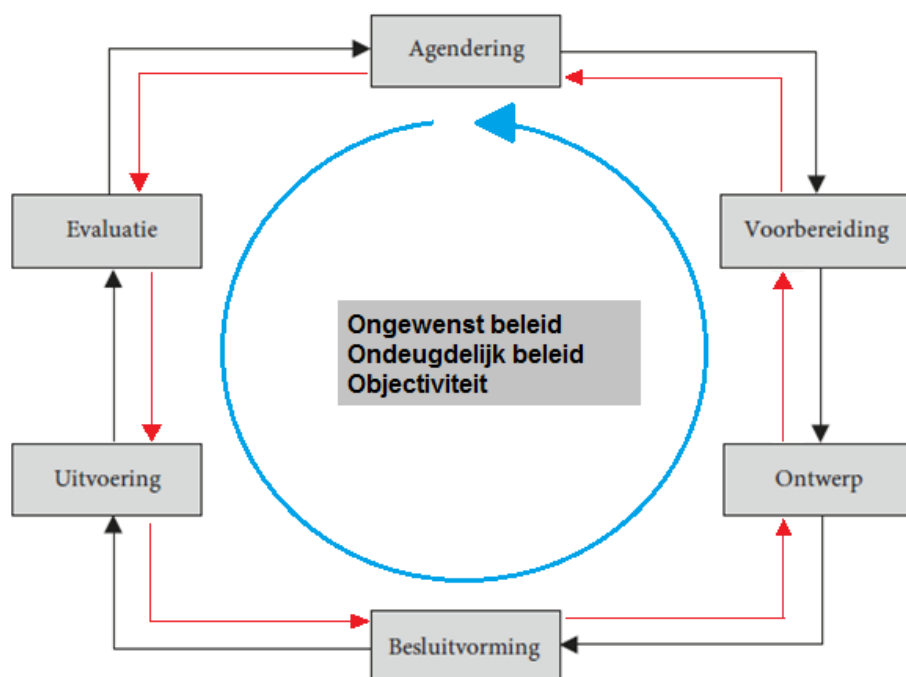 Agendering
Evaluatie
Voorbereiding
Ongewenst beleid
Ondeugdelijk beleid
Objectiviteit
Uitvoering
Ontwerp
Besluitvorming